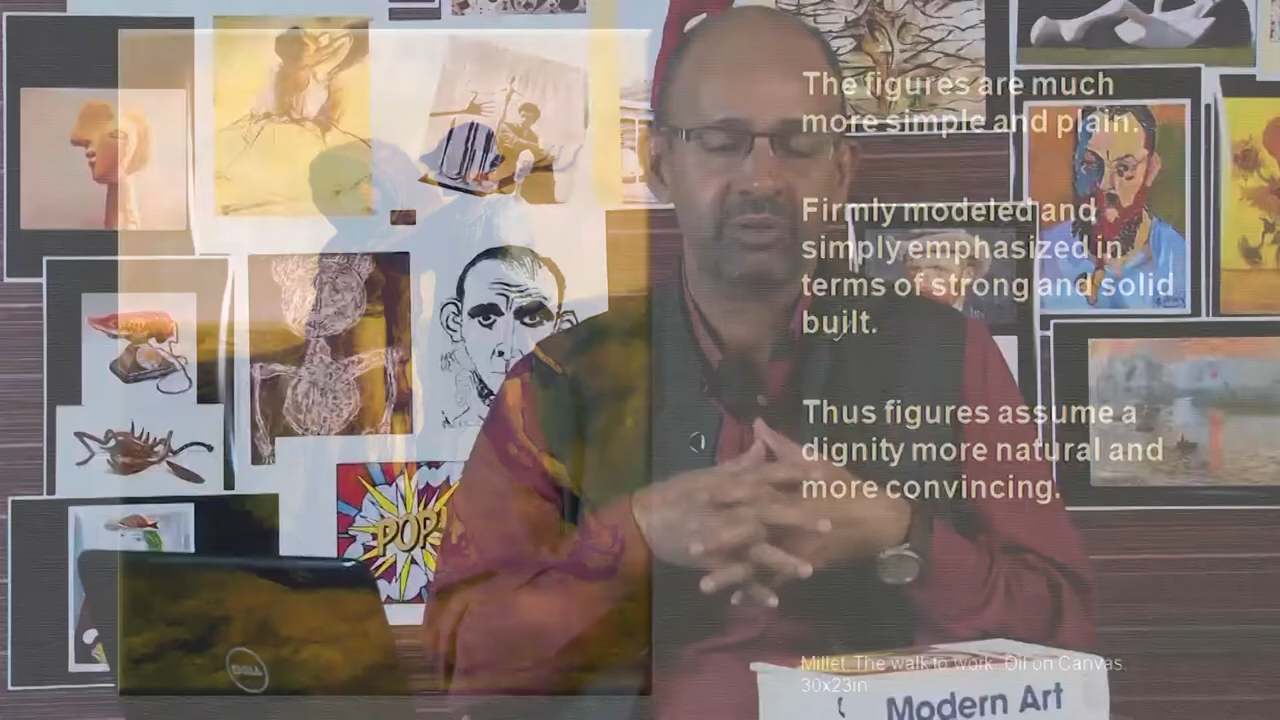 The figures are much
more simple and plain.
Firmly modeled and
simply emphasized in
terms of strong and solid
built.
Thus figures assume a
dignity more natural and
more convincing.
POP!
DELL
Millet. The walk to work. Oil on Canvas.
30x23in
Modern Art